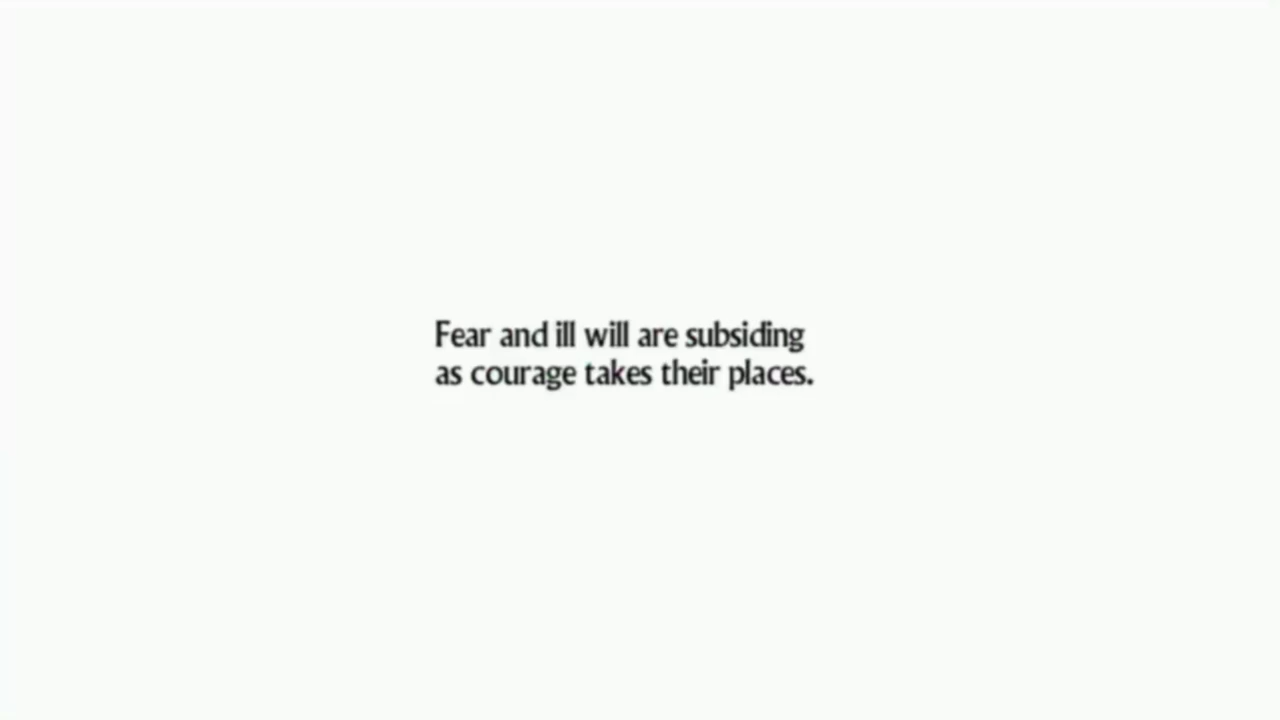 Fear and ill will are subsiding
as courage takes their places.